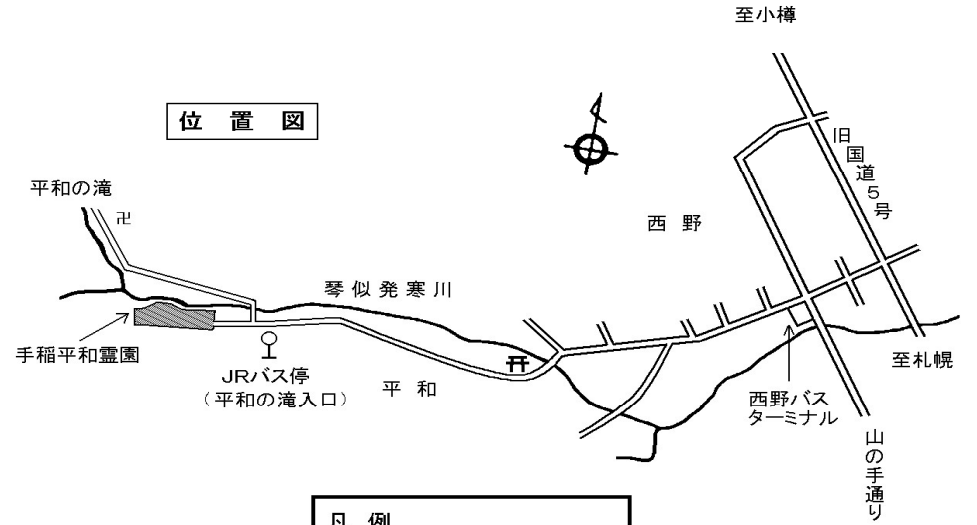 至小樽
位置図
旧国道5号
平和の滝
卍
西野
琴似発寒川
手稲平和霊園
JRバス停
（平和の滝入口）
平和
西野バス
ターミナル
至札幌
山の手通り
凡例